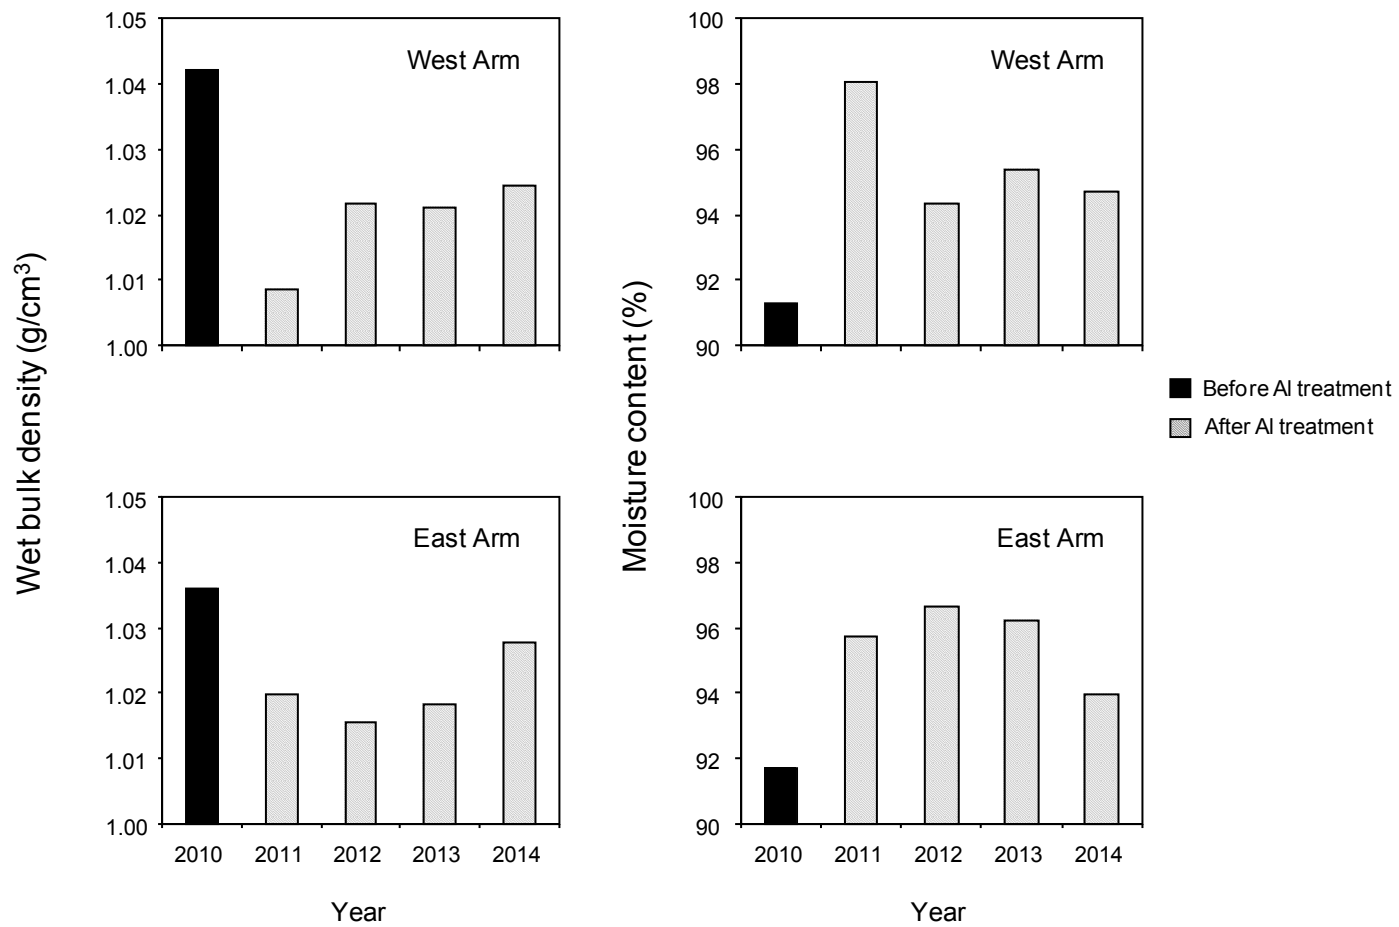 Wet bulk density (g/cm³)
1.05
1.04
1.03
1.02
1.01
1.00
West Arm
Moisture content (%)
100
98
96
94
92
90
West Arm
Before Al treatment
After Al treatment
1.05
1.04
1.03
1.02
1.01
1.00
East Arm
2010 2011 2012 2013 2014
Year
100
98
96
94
92
90
East Arm
2010 2011 2012 2013 2014
Year